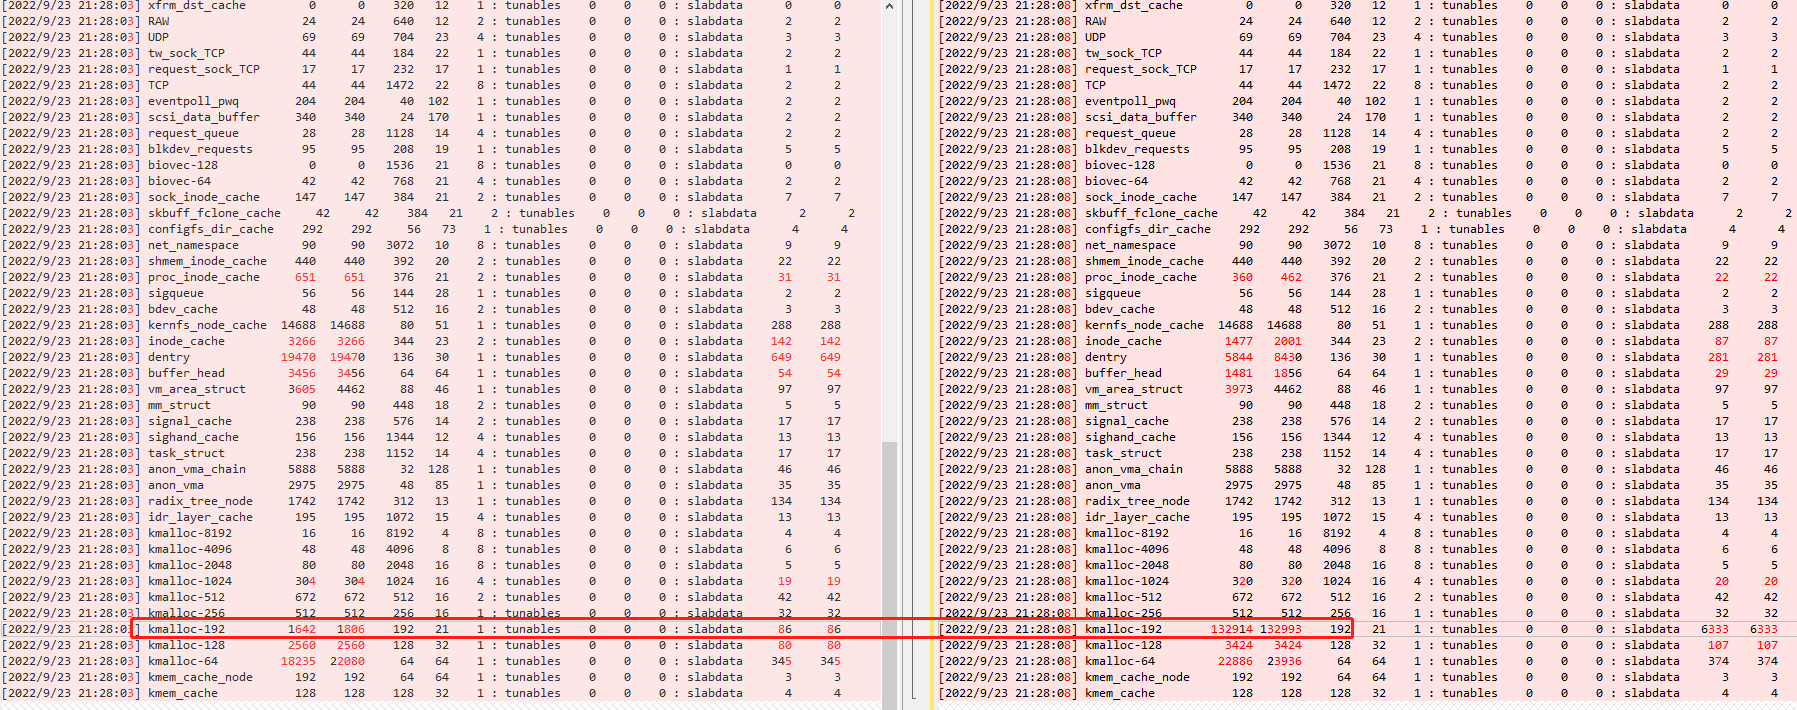 [2022/9/23 21:28:03] xfrm_dst_cache 0 0 320 12 1 : tunables 0 0 0 : slabdata 0 0
[2022/9/23 21:28:03] RAW 24 24 640 12 2 : tunables 0 0 0 : slabdata 2 2
[2022/9/23 21:28:03] UDP 69 69 704 23 4 : tunables 0 0 0 : slabdata 3 3
[2022/9/23 21:28:03] tw_sock_TCP 44 44 184 22 1 : tunables 0 0 0 : slabdata 2 2
[2022/9/23 21:28:03] request_sock_TCP 17 17 232 17 1 : tunables 0 0 0 : slabdata 1 1
[2022/9/23 21:28:03] TCP 44 44 1472 22 8 : tunables 0 0 0 : slabdata 2 2
[2022/9/23 21:28:03] eventpoll_pwq 204 204 40 102 1 : tunables 0 0 0 : slabdata 2 2
[2022/9/23 21:28:03] scsi_data_buffer 340 340 24 170 1 : tunables 0 0 0 : slabdata 2 2
[2022/9/23 21:28:03] request_queue 28 28 1128 14 4 : tunables 0 0 0 : slabdata 2 2
[2022/9/23 21:28:03] blkdev_requests 95 95 208 19 1 : tunables 0 0 0 : slabdata 5 5
[2022/9/23 21:28:03] biovec-128 0 0 1536 21 8 : tunables 0 0 0 : slabdata 0 0
[2022/9/23 21:28:03] biovec-64 42 42 768 21 4 : tunables 0 0 0 : slabdata 2 2
[2022/9/23 21:28:03] sock_inode_cache 147 147 384 21 2 : tunables 0 0 0 : slabdata 7 7
[2022/9/23 21:28:03] skbuff_fclone_cache 42 42 384 21 2 : tunables 0 0 0 : slabdata 2 2
[2022/9/23 21:28:03] configfs_dir_cache 292 292 56 73 1 : tunables 0 0 0 : slabdata 4 4
[2022/9/23 21:28:03] net_namespace 90 90 3072 10 8 : tunables 0 0 0 : slabdata 9 9
[2022/9/23 21:28:03] shmem_inode_cache 440 440 392 20 2 : tunables 0 0 0 : slabdata 22 22
[2022/9/23 21:28:03] proc_inode_cache 651 651 376 21 2 : tunables 0 0 0 : slabdata 31 31
[2022/9/23 21:28:03] sigqueue 56 56 144 28 1 : tunables 0 0 0 : slabdata 2 2
[2022/9/23 21:28:03] bdev_cache 48 48 512 16 2 : tunables 0 0 0 : slabdata 3 3
[2022/9/23 21:28:03] kernfs_node_cache 14688 14688 80 51 1 : tunables 0 0 0 : slabdata 288 288
[2022/9/23 21:28:03] inode_cache 3266 3266 344 23 2 : tunables 0 0 0 : slabdata 142 142
[2022/9/23 21:28:03] dentry 19470 19470 136 30 1 : tunables 0 0 0 : slabdata 649 649
[2022/9/23 21:28:03] buffer_head 3456 3456 64 64 1 : tunables 0 0 0 : slabdata 54 54
[2022/9/23 21:28:03] vm_area_struct 3605 4462 88 46 1 : tunables 0 0 0 : slabdata 97 97
[2022/9/23 21:28:03] mm_struct 90 90 448 18 2 : tunables 0 0 0 : slabdata 5 5
[2022/9/23 21:28:03] signal_cache 238 238 576 14 2 : tunables 0 0 0 : slabdata 17 17
[2022/9/23 21:28:03] sighand_cache 156 156 1344 12 4 : tunables 0 0 0 : slabdata 13 13
[2022/9/23 21:28:03] task_struct 238 238 1152 14 4 : tunables 0 0 0 : slabdata 17 17
[2022/9/23 21:28:03] anon_vma_chain 5888 5888 32 128 1 : tunables 0 0 0 : slabdata 46 46
[2022/9/23 21:28:03] anon_vma 2975 2975 48 85 1 : tunables 0 0 0 : slabdata 35 35
[2022/9/23 21:28:03] radix_tree_node 1742 1742 312 13 1 : tunables 0 0 0 : slabdata 134 134
[2022/9/23 21:28:03] idr_layer_cache 195 195 1072 15 4 : tunables 0 0 0 : slabdata 13 13
[2022/9/23 21:28:03] kmalloc-8192 16 16 8192 4 8 : tunables 0 0 0 : slabdata 4 4
[2022/9/23 21:28:03] kmalloc-4096 48 48 4096 8 8 : tunables 0 0 0 : slabdata 6 6
[2022/9/23 21:28:03] kmalloc-2048 80 80 2048 16 8 : tunables 0 0 0 : slabdata 5 5
[2022/9/23 21:28:03] kmalloc-1024 304 304 1024 16 4 : tunables 0 0 0 : slabdata 19 19
[2022/9/23 21:28:03] kmalloc-512 672 672 512 16 2 : tunables 0 0 0 : slabdata 42 42
[2022/9/23 21:28:03] kmalloc-256 512 512 256 16 1 : tunables 0 0 0 : slabdata 32 32
[2022/9/23 21:28:03] kmalloc-192 1642 1806 192 21 1 : tunables 0 0 0 : slabdata 86 86
[2022/9/23 21:28:03] kmalloc-128 2560 2560 128 32 1 : tunables 0 0 0 : slabdata 80 80
[2022/9/23 21:28:03] kmalloc-64 18235 22080 64 64 1 : tunables 0 0 0 : slabdata 345 345
[2022/9/23 21:28:03] kmem_cache_node 192 192 64 64 1 : tunables 0 0 0 : slabdata 3 3
[2022/9/23 21:28:03] kmem_cache 128 128 128 32 1 : tunables 0 0 0 : slabdata 4 4
[2022/9/23 21:28:08] xfrm_dst_cache 0 0 320 12 1 : tunables 0 0 0 : slabdata 0 0
[2022/9/23 21:28:08] RAW 24 24 640 12 2 : tunables 0 0 0 : slabdata 2 2
[2022/9/23 21:28:08] UDP 69 69 704 23 4 : tunables 0 0 0 : slabdata 3 3
[2022/9/23 21:28:08] tw_sock_TCP 44 44 184 22 1 : tunables 0 0 0 : slabdata 2 2
[2022/9/23 21:28:08] request_sock_TCP 17 17 232 17 1 : tunables 0 0 0 : slabdata 1 1
[2022/9/23 21:28:08] TCP 44 44 1472 22 8 : tunables 0 0 0 : slabdata 2 2
[2022/9/23 21:28:08] eventpoll_pwq 204 204 40 102 1 : tunables 0 0 0 : slabdata 2 2
[2022/9/23 21:28:08] scsi_data_buffer 340 340 24 170 1 : tunables 0 0 0 : slabdata 2 2
[2022/9/23 21:28:08] request_queue 28 28 1128 14 4 : tunables 0 0 0 : slabdata 2 2
[2022/9/23 21:28:08] blkdev_requests 95 95 208 19 1 : tunables 0 0 0 : slabdata 5 5
[2022/9/23 21:28:08] biovec-128 0 0 1536 21 8 : tunables 0 0 0 : slabdata 0 0
[2022/9/23 21:28:08] biovec-64 42 42 768 21 4 : tunables 0 0 0 : slabdata 2 2
[2022/9/23 21:28:08] sock_inode_cache 147 147 384 21 2 : tunables 0 0 0 : slabdata 7 7
[2022/9/23 21:28:08] skbuff_fclone_cache 42 42 384 21 2 : tunables 0 0 0 : slabdata 2 2
[2022/9/23 21:28:08] configfs_dir_cache 292 292 56 73 1 : tunables 0 0 0 : slabdata 4 4
[2022/9/23 21:28:08] net_namespace 90 90 3072 10 8 : tunables 0 0 0 : slabdata 9 9
[2022/9/23 21:28:08] shmem_inode_cache 440 440 392 20 2 : tunables 0 0 0 : slabdata 22 22
[2022/9/23 21:28:08] proc_inode_cache 360 462 376 21 2 : tunables 0 0 0 : slabdata 22 22
[2022/9/23 21:28:08] sigqueue 56 56 144 28 1 : tunables 0 0 0 : slabdata 2 2
[2022/9/23 21:28:08] bdev_cache 48 48 512 16 2 : tunables 0 0 0 : slabdata 3 3
[2022/9/23 21:28:08] kernfs_node_cache 14688 14688 80 51 1 : tunables 0 0 0 : slabdata 288 288
[2022/9/23 21:28:08] inode_cache 1477 2001 344 23 2 : tunables 0 0 0 : slabdata 87 87
[2022/9/23 21:28:08] dentry 5844 8430 136 30 1 : tunables 0 0 0 : slabdata 281 281
[2022/9/23 21:28:08] buffer_head 1481 1856 64 64 1 : tunables 0 0 0 : slabdata 29 29
[2022/9/23 21:28:08] vm_area_struct 3973 4462 88 46 1 : tunables 0 0 0 : slabdata 97 97
[2022/9/23 21:28:08] mm_struct 90 90 448 18 2 : tunables 0 0 0 : slabdata 5 5
[2022/9/23 21:28:08] signal_cache 238 238 576 14 2 : tunables 0 0 0 : slabdata 17 17
[2022/9/23 21:28:08] sighand_cache 156 156 1344 12 4 : tunables 0 0 0 : slabdata 13 13
[2022/9/23 21:28:08] task_struct 238 238 1152 14 4 : tunables 0 0 0 : slabdata 17 17
[2022/9/23 21:28:08] anon_vma_chain 5888 5888 32 128 1 : tunables 0 0 0 : slabdata 46 46
[2022/9/23 21:28:08] anon_vma 2975 2975 48 85 1 : tunables 0 0 0 : slabdata 35 35
[2022/9/23 21:28:08] radix_tree_node 1742 1742 312 13 1 : tunables 0 0 0 : slabdata 134 134
[2022/9/23 21:28:08] idr_layer_cache 195 195 1072 15 4 : tunables 0 0 0 : slabdata 13 13
[2022/9/23 21:28:08] kmalloc-8192 16 16 8192 4 8 : tunables 0 0 0 : slabdata 4 4
[2022/9/23 21:28:08] kmalloc-4096 48 48 4096 8 8 : tunables 0 0 0 : slabdata 6 6
[2022/9/23 21:28:08] kmalloc-2048 80 80 2048 16 8 : tunables 0 0 0 : slabdata 5 5
[2022/9/23 21:28:08] kmalloc-1024 320 320 1024 16 4 : tunables 0 0 0 : slabdata 20 20
[2022/9/23 21:28:08] kmalloc-512 672 672 512 16 2 : tunables 0 0 0 : slabdata 42 42
[2022/9/23 21:28:08] kmalloc-256 512 512 256 16 1 : tunables 0 0 0 : slabdata 32 32
[2022/9/23 21:28:08] kmalloc-192 132914 132993 192 21 1 : tunables 0 0 0 : slabdata 6333 6333
[2022/9/23 21:28:08] kmalloc-128 3424 3424 128 32 1 : tunables 0 0 0 : slabdata 107 107
[2022/9/23 21:28:08] kmalloc-64 22886 23936 64 64 1 : tunables 0 0 0 : slabdata 374 374
[2022/9/23 21:28:08] kmem_cache_node 192 192 64 64 1 : tunables 0 0 0 : slabdata 3 3
[2022/9/23 21:28:08] kmem_cache 128 128 128 32 1 : tunables 0 0 0 : slabdata 4 4